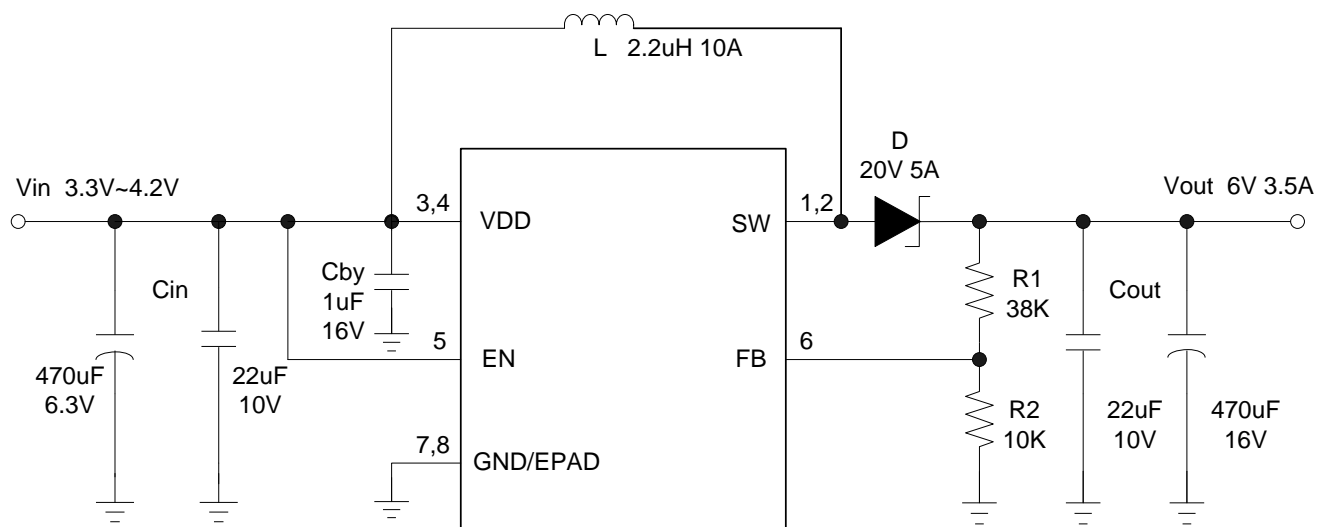 L 2.2uH 10A
D
20V 5A
Vin 3.3V~4.2V
Vout 6V 3.5A
3,4
VDD
SW
1,2
Cby
1uF
16V
Cin
R1
38K
Cout
5
EN
FB
6
470uF
6.3V
22uF
10V
R2
10K
22uF
10V
470uF
16V
7,8
GND/EPAD